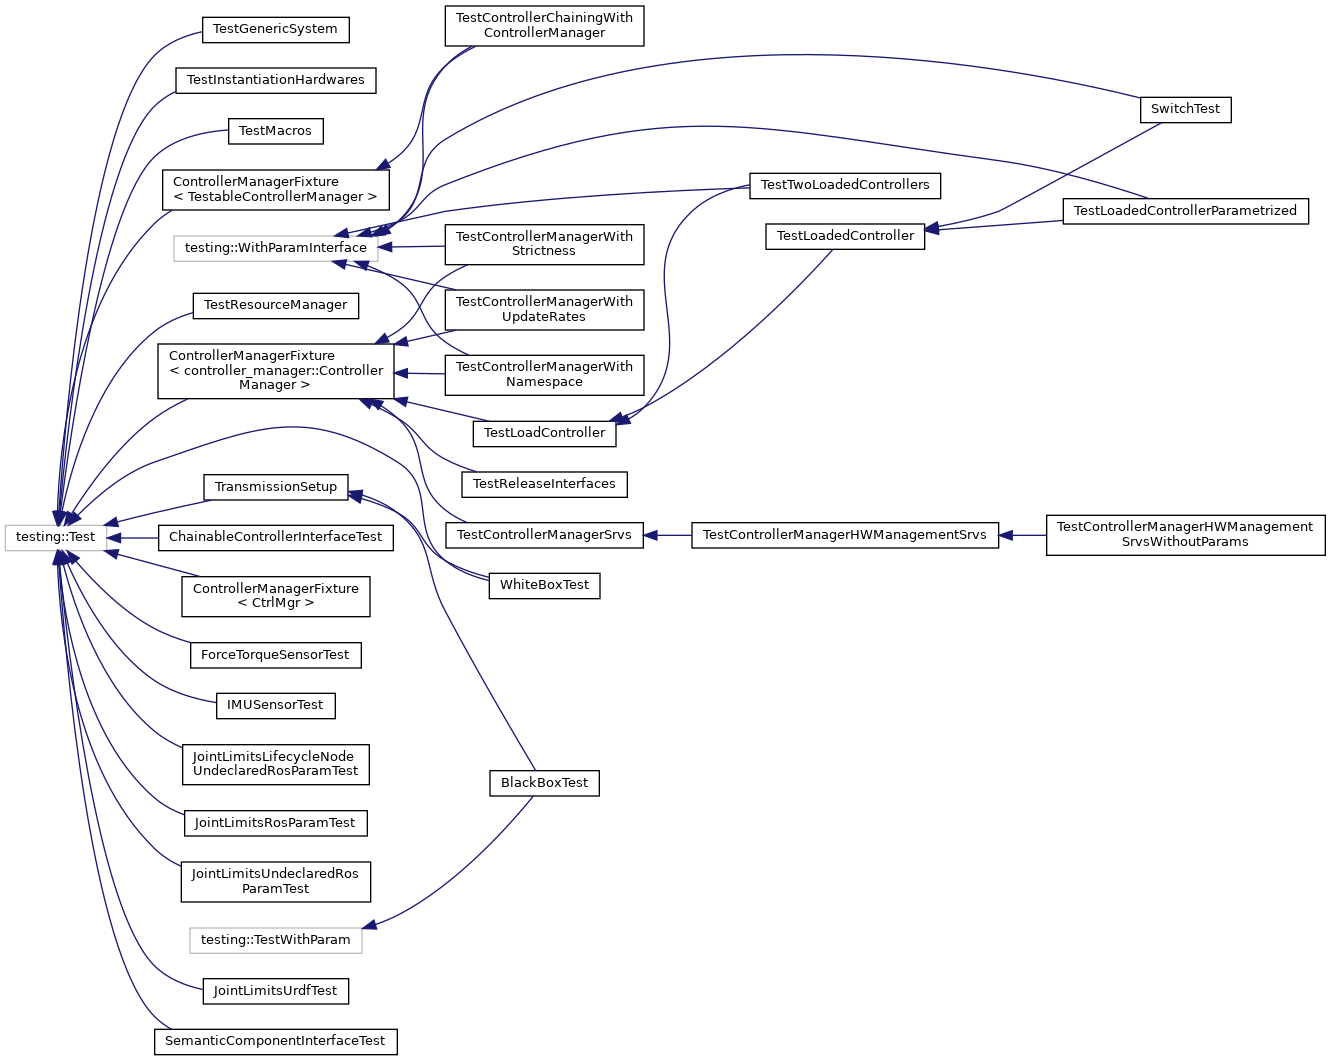 TestGenericSystem
TestInstantiationHardwares
TestMacros
ControllerManagerFixture
< TestableControllerManager >
testing::WithParamInterface
TestResourceManager
ControllerManagerFixture
< controller_manager::Controller
Manager >
TransmissionSetup
testing::Test
ChainableControllerInterfaceTest
ControllerManagerFixture
< CtrlMgr >
ForceTorqueSensorTest
IMUSensorTest
JointLimitsLifecycleNode
UndeclaredRosParamTest
JointLimitsRosParamTest
JointLimitsUndeclaredRos
ParamTest
testing::TestWithParam
JointLimitsUrdfTest
SemanticComponentInterfaceTest
TestControllerChainingWith
ControllerManager
TestControllerManagerWith
Strictness
TestControllerManagerWith
UpdateRates
TestControllerManagerWith
Namespace
TestLoadController
TestReleaseInterfaces
TestControllerManagerSrvs
WhiteBoxTest
BlackBoxTest
TestTwoLoadedControllers
TestLoadedController
TestControllerManagerHWManagementSrvs
SwitchTest
TestLoadedControllerParametrized
TestControllerManagerHWManagement
SrvsWithoutParams